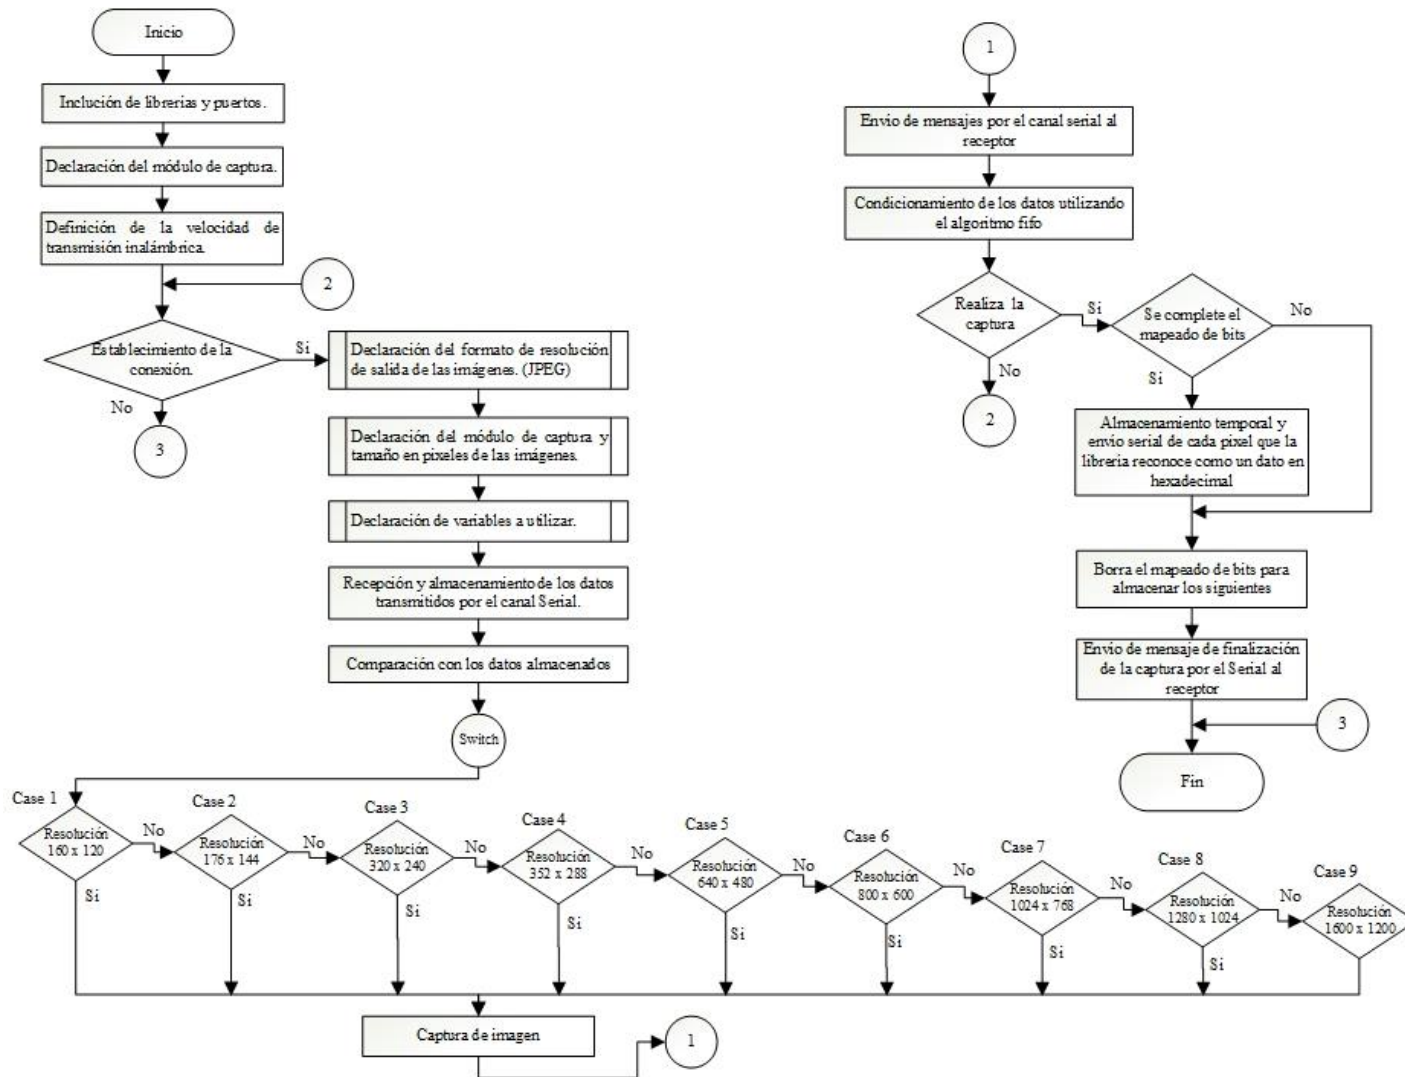 Inicio
Inclución de librerias y puertos.
Declaración del módulo de captura.
Definición de la velocidad de
transmisión inalámbrica.
2
Establecimiento de la
conexión.
Si
No
3
Declaración del formato de resolución
de salida de las imágenes. (JPEG)
Declaración del módulo de captura y
tamaño en pixeles de las imágenes.
Declaración de variables a utilizar.
Recepción y almacenamiento de los datos
transmitidos por el canal Serial.
Comparación con los datos almacenados
Switch
Case 1
Resolución
160 x 120
No
Si
Case 2
Resolución
176 x 144
No
Si
Case 3
Resolución
320 x 240
No
Si
Case 4
Resolución
352 x 288
No
Si
Case 5
Resolución
640 x 480
No
Si
Case 6
Resolución
800 x 600
No
Si
Case 7
Resolución
1024 x 768
No
Si
Case 8
Resolución
1280 x 1024
No
Si
Case 9
Resolución
1600 x 1200
Captura de imagen
1
1
Envio de mensajes por el canal serial al
receptor
Condicionamiento de los datos utilizando
el algoritmo fifo
Realiza la
captura
Si
No
2
Se complete el
mapeado de bits
No
Si
Almacenamiento temporal y
envio serial de cada pixel que la
libreria reconoce como un dato en
hexadecimal
Borra el mapeado de bits para
almacenar los siguientes
Envio de mensaje de finalización
de la captura por el Serial al
receptor
3
Fin